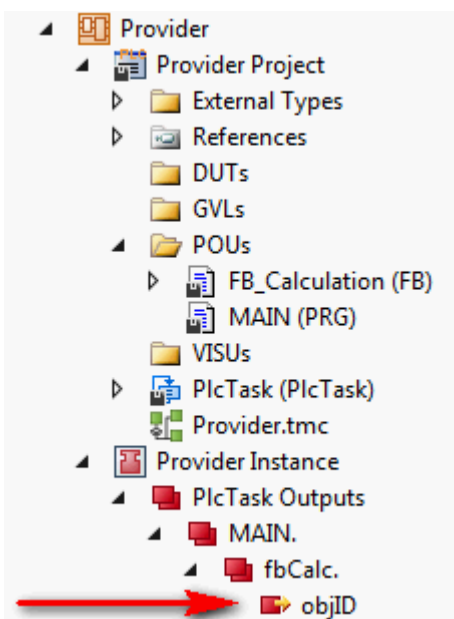 Provider
Provider Project
External Types
References
DUTs
GVLs
POUs
FB_Calculation (FB)
MAIN (PRG)
VISUs
PlcTask (PlcTask)
Provider.tmc
Provider Instance
PlcTask Outputs
MAIN.
fbCalc.
objID